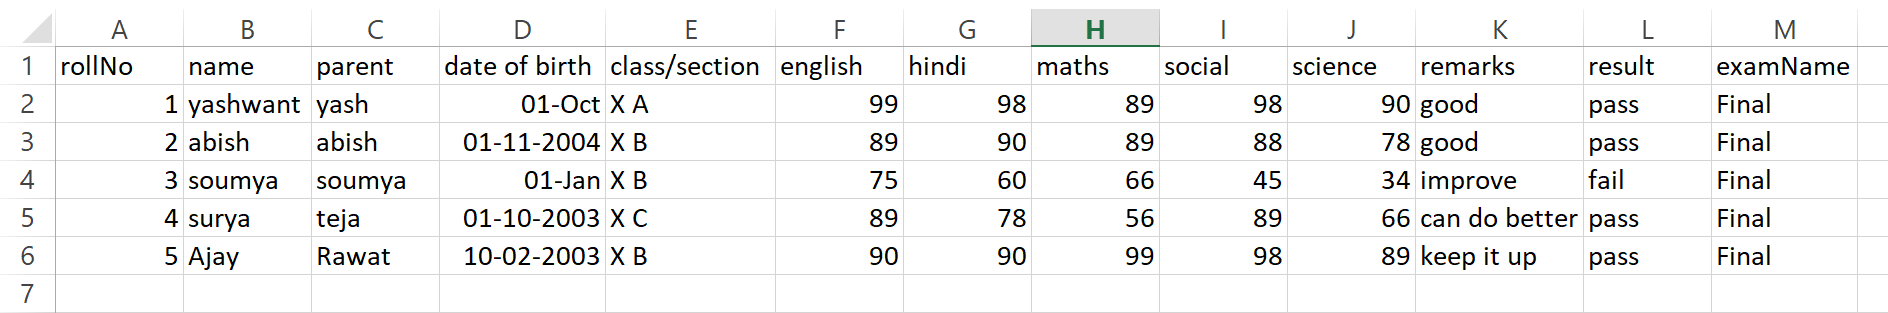 A B C D E F G H I J K L M
1 rollNo name parent date of birth class/section english hindi maths social science remarks result examName
2 1 yashwant yash 01-Oct X A 99 98 89 98 90 good pass Final
3 2 abish abish 01-11-2004 X B 89 90 89 88 78 good pass Final
4 3 soumya soumya 01-Jan X B 75 60 66 45 34 improve fail Final
5 4 surya teja 01-10-2003 X C 89 78 56 89 66 can do better pass Final
6 5 Ajay Rawat 10-02-2003 X B 90 90 99 98 89 keep it up pass Final
7